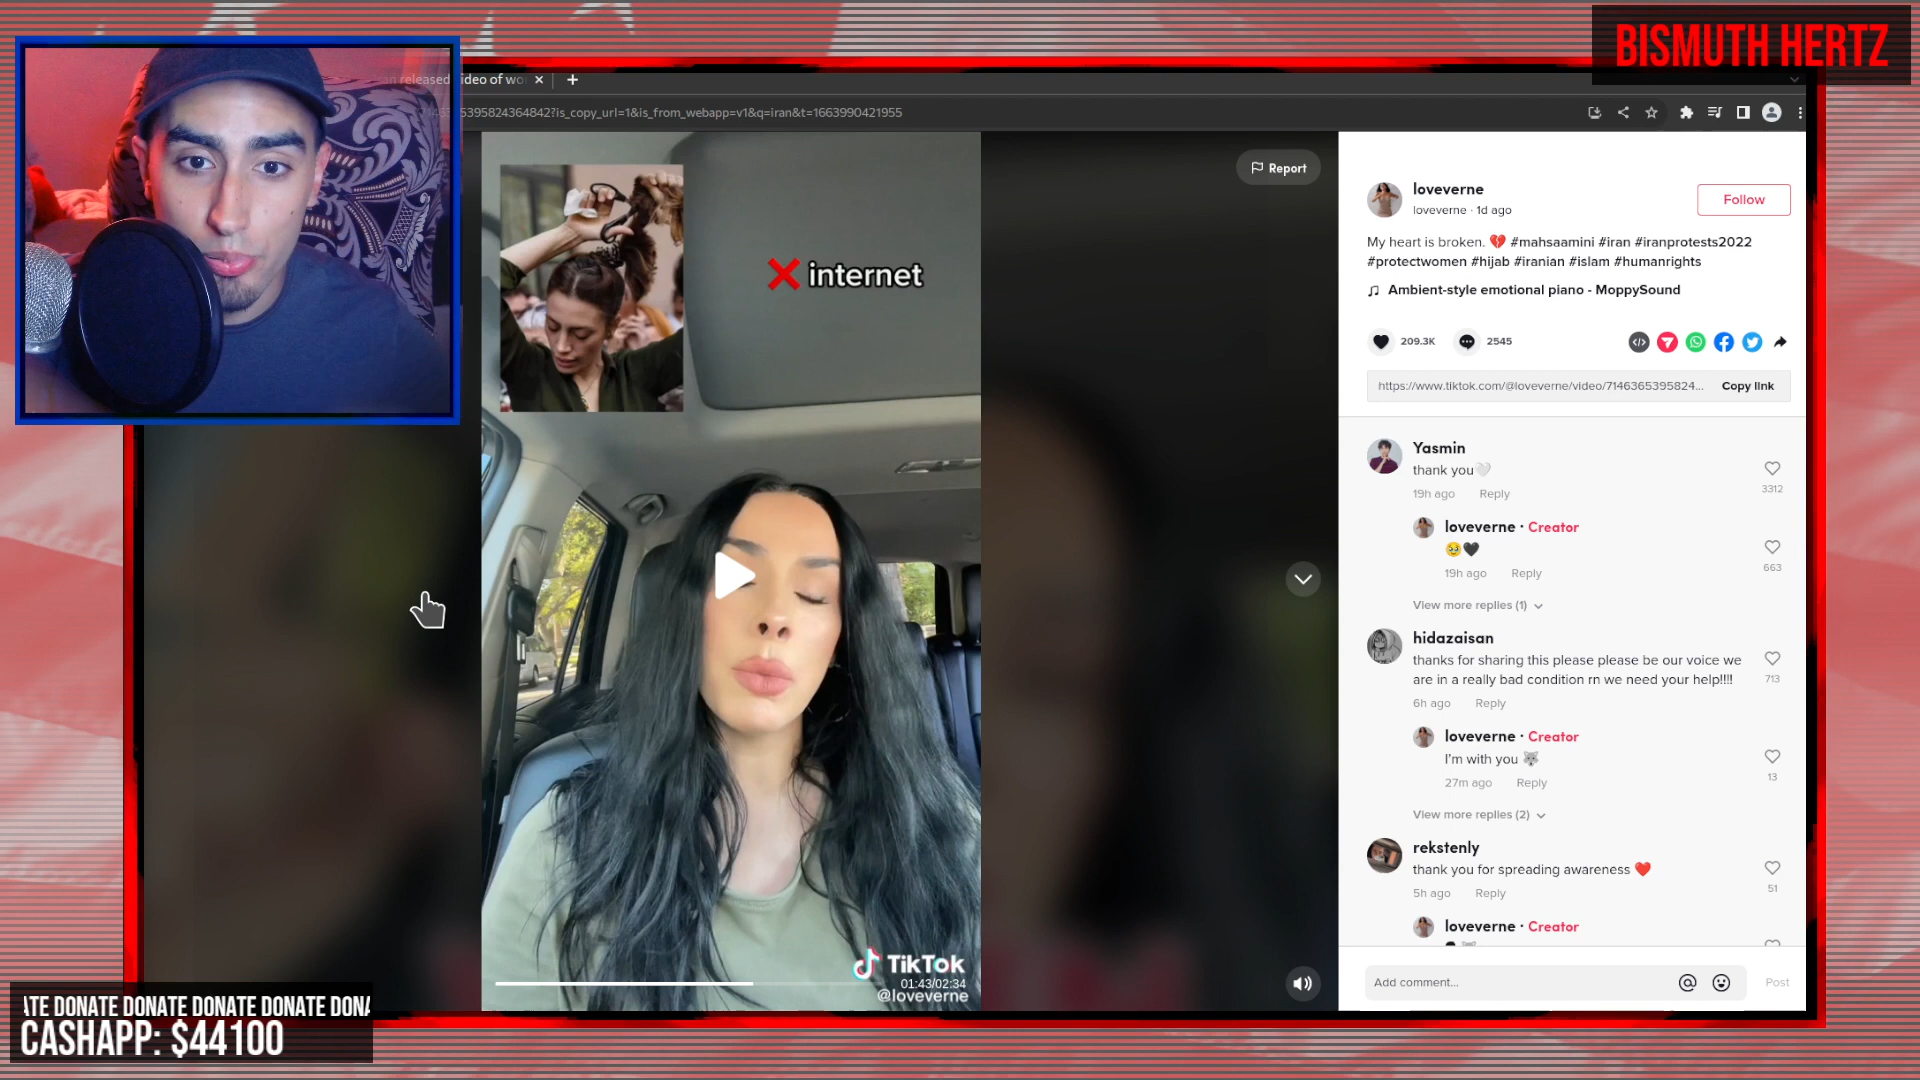 BISMUTH HERTZ
an released video of wo
5395824364842?is_copy_url=1&is_from_webapp=v1&q=iran&t=1663990421955
Report
❌ internet
TikTok
01:43/02:34
@loveverne
loveverne
loveverne · 1d ago
Follow
My heart is broken. 💔 #mahsaamini #iran #iranprotests2022
#protectwomen #hijab #iranian #islam #humanrights
♫ Ambient-style emotional piano - MoppySound
209.3K
2545
https://www.tiktok.com/@loveverne/video/7146365395824...
Copy link
Yasmin
thank you🤍
19h ago Reply
3312
loveverne · Creator
🥹🖤
19h ago Reply
663
View more replies (1)
hidazaisan
thanks for sharing this please please be our voice we
are in a really bad condition rn we need your help!!!!
6h ago Reply
713
loveverne · Creator
I'm with you 🐺
27m ago Reply
13
View more replies (2)
rekstenly
thank you for spreading awareness ❤️
5h ago Reply
51
loveverne · Creator
Add comment...
Post
ATE DONATE DONATE DONATE DONATE DONA
CASHAPP: $44100